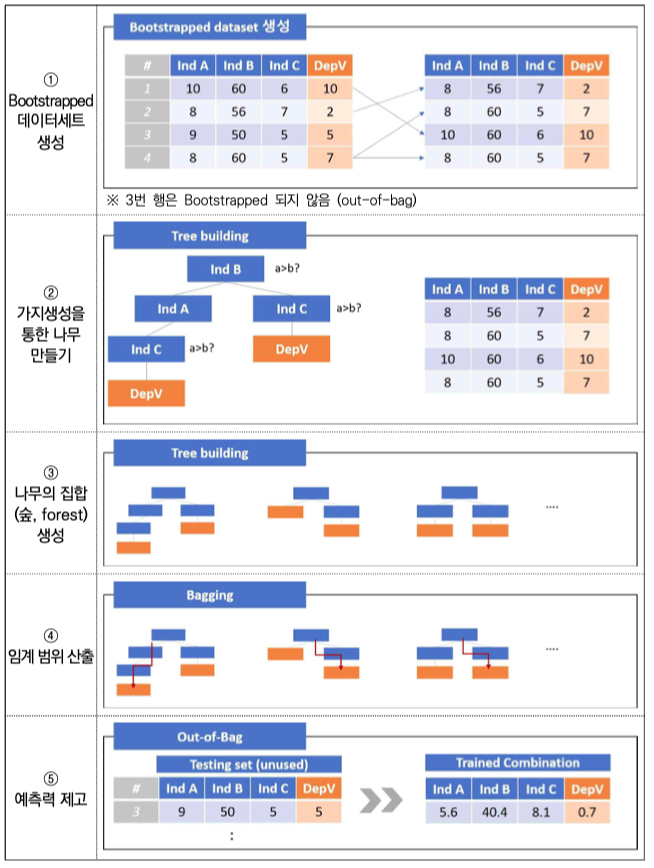 ①
Bootstrapped
데이터세트
생성
Bootstrapped dataset 생성
# Ind A Ind B Ind C DepV
1 10 60 6 10
2 8 56 7 2
3 9 50 5 5
4 8 60 5 7
Ind A Ind B Ind C DepV
8 56 7 2
8 60 5 7
10 60 6 10
8 60 5 7
※ 3번 행은 Bootstrapped 되지 않음 (out-of-bag)
②
가지생성을
통한 나무
만들기
Tree building
Ind B a>b?
Ind A Ind C a>b?
Ind C a>b? DepV
DepV
Ind A Ind B Ind C DepV
8 56 7 2
8 60 5 7
10 60 6 10
8 60 5 7
③
나무의 집합
(숲, forest)
생성
Tree building
....
④
임계 범위 산출
Bagging
....
⑤
예측력 제고
Out-of-Bag
Testing set (unused)
# Ind A Ind B Ind C DepV
3 9 50 5 5
:
Trained Combination
Ind A Ind B Ind C DepV
5.6 40.4 8.1 0.7